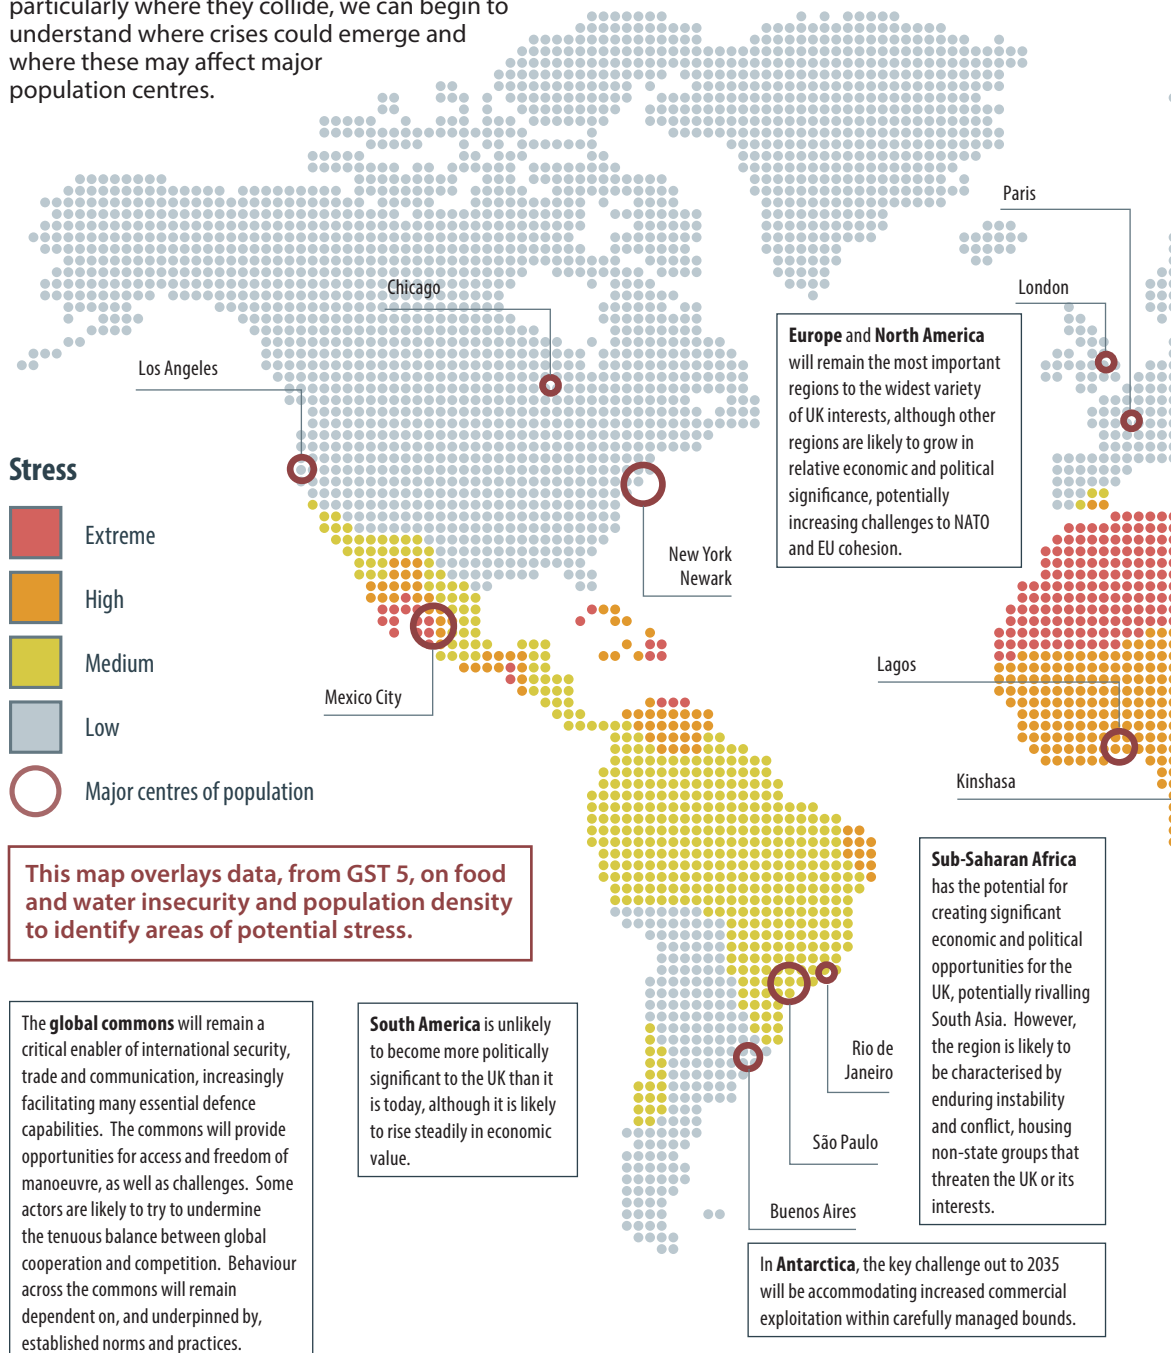 particularly where they collide, we can begin to
understand where crises could emerge and
where these may affect major
population centres.
Paris
London
Chicago
Los Angeles
Europe and North America
will remain the most important
regions to the widest variety
of UK interests, although other
regions are likely to grow in
relative economic and political
significance, potentially
increasing challenges to NATO
and EU cohesion.
Stress
Extreme
High
Medium
Low
Major centres of population
New York
Newark
Mexico City
Lagos
Kinshasa
This map overlays data, from GST 5, on food
and water insecurity and population density
to identify areas of potential stress.
Sub-Saharan Africa
has the potential for
creating significant
economic and political
opportunities for the
UK, potentially rivalling
South Asia. However,
the region is likely to
be characterised by
enduring instability
and conflict, housing
non-state groups that
threaten the UK or its
interests.
The global commons will remain a
critical enabler of international security,
trade and communication, increasingly
facilitating many essential defence
capabilities. The commons will provide
opportunities for access and freedom of
manoeuvre, as well as challenges. Some
actors are likely to try to undermine
the tenuous balance between global
cooperation and competition. Behaviour
across the commons will remain
dependent on, and underpinned by,
established norms and practices.
South America is unlikely
to become more politically
significant to the UK than it
is today, although it is likely
to rise steadily in economic
value.
Rio de
Janeiro
São Paulo
Buenos Aires
In Antarctica, the key challenge out to 2035
will be accommodating increased commercial
exploitation within carefully managed bounds.